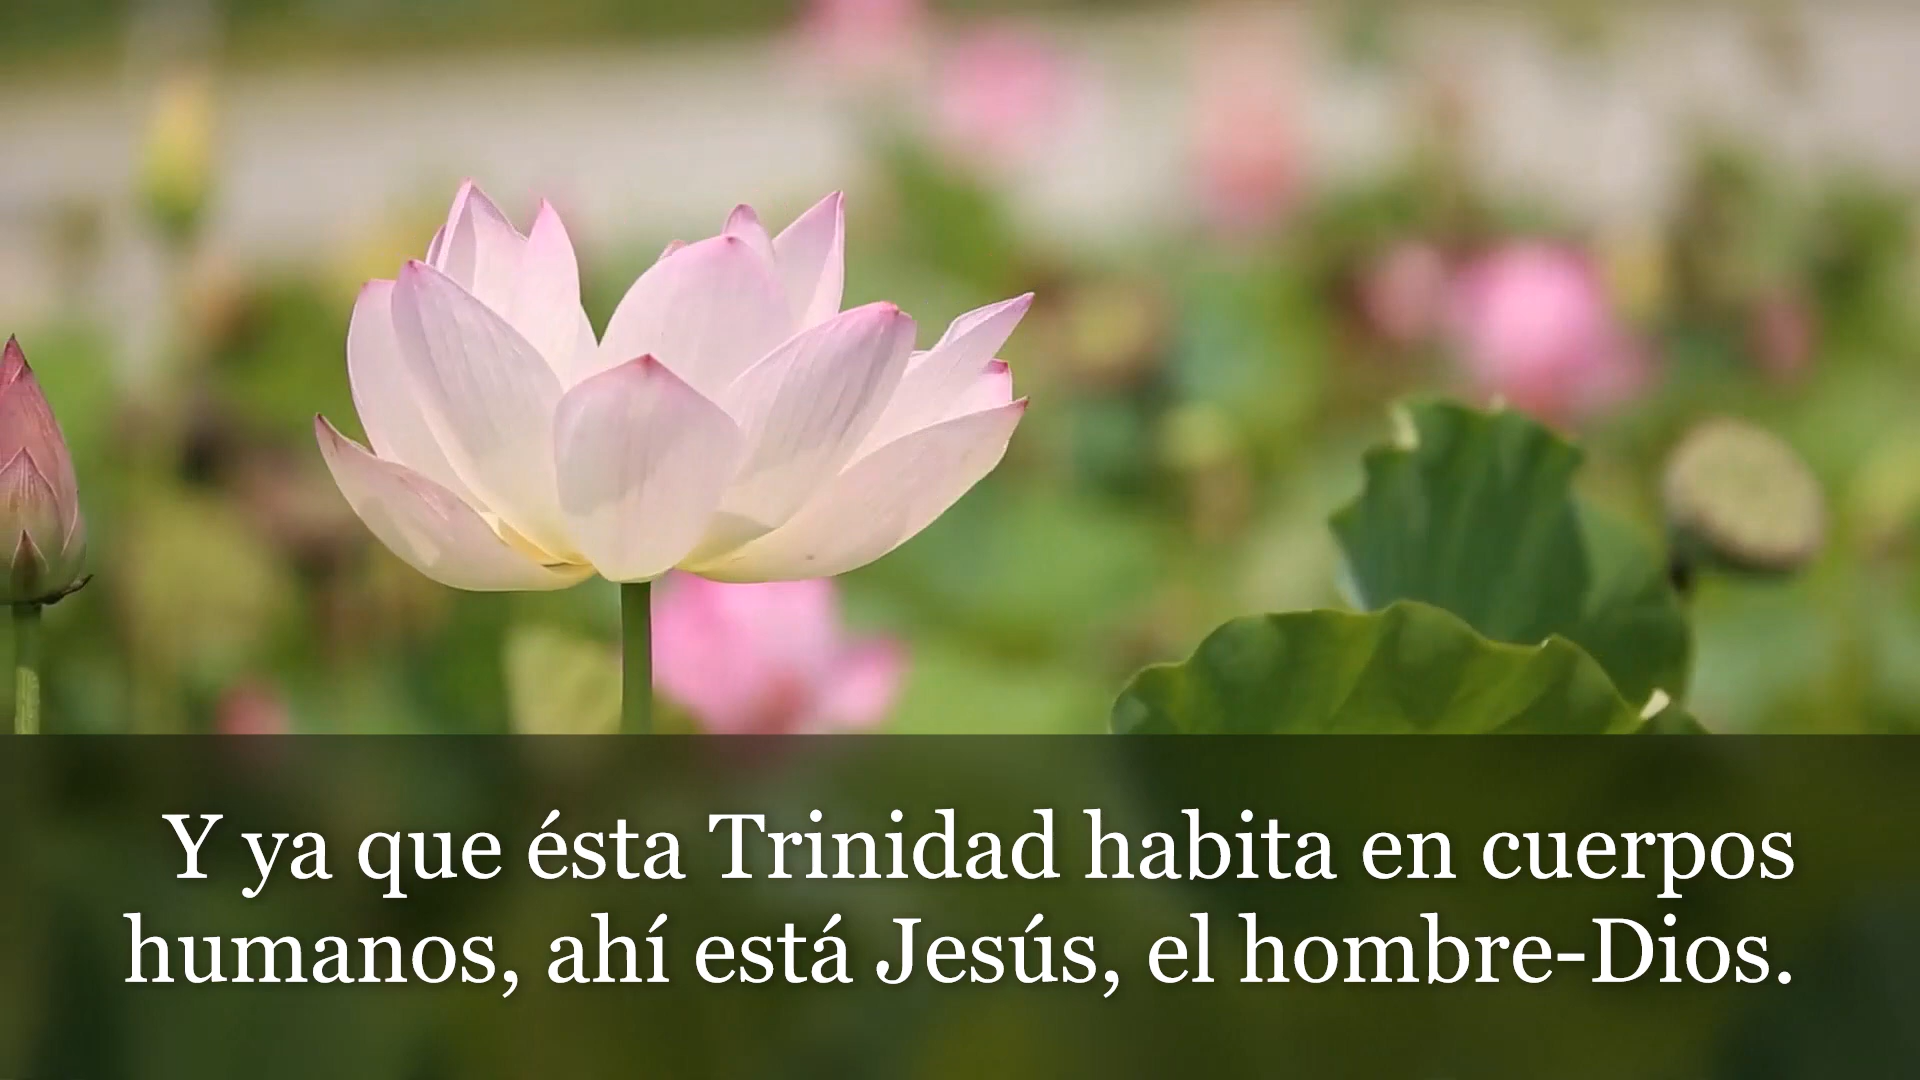 Y ya que ésta Trinidad habita en cuerpos
humanos, ahí está Jesús, el hombre-Dios.